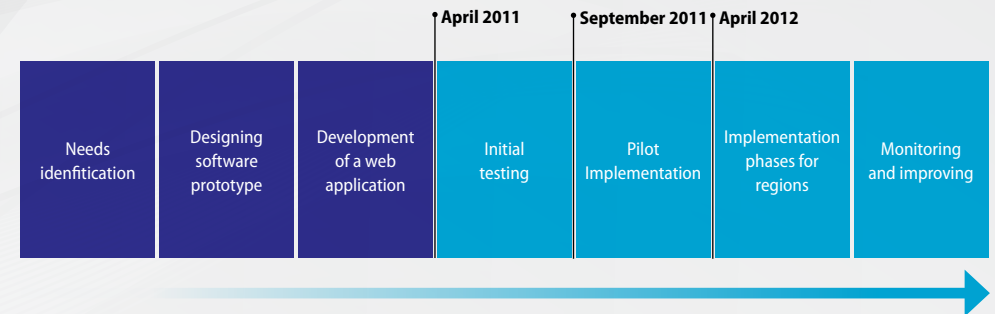 April 2011
September 2011
April 2012
Needs
idenfitication
Designing
software
prototype
Development
of a web
application
Initial
testing
Pilot
Implementation
Implementation
phases for
regions
Monitoring
and improving